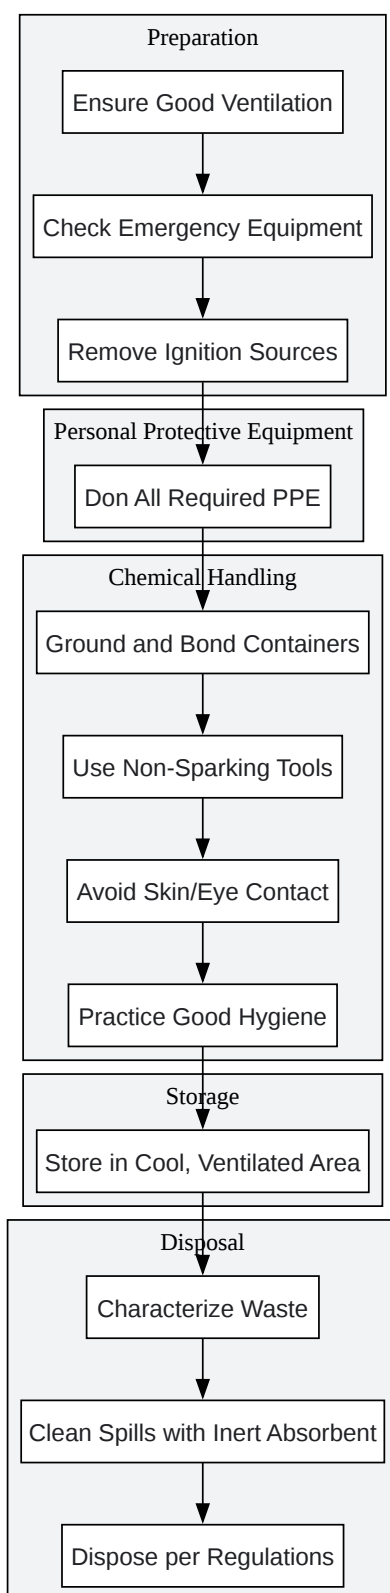 Preparation
Ensure Good Ventilation
Check Emergency Equipment
Remove Ignition Sources
Personal Protective Equipment
Don All Required PPE
Chemical Handling
Ground and Bond Containers
Use Non-Sparking Tools
Avoid Skin/Eye Contact
Practice Good Hygiene
Storage
Store in Cool, Ventilated Area
Disposal
Characterize Waste
Clean Spills with Inert Absorbent
Dispose per Regulations